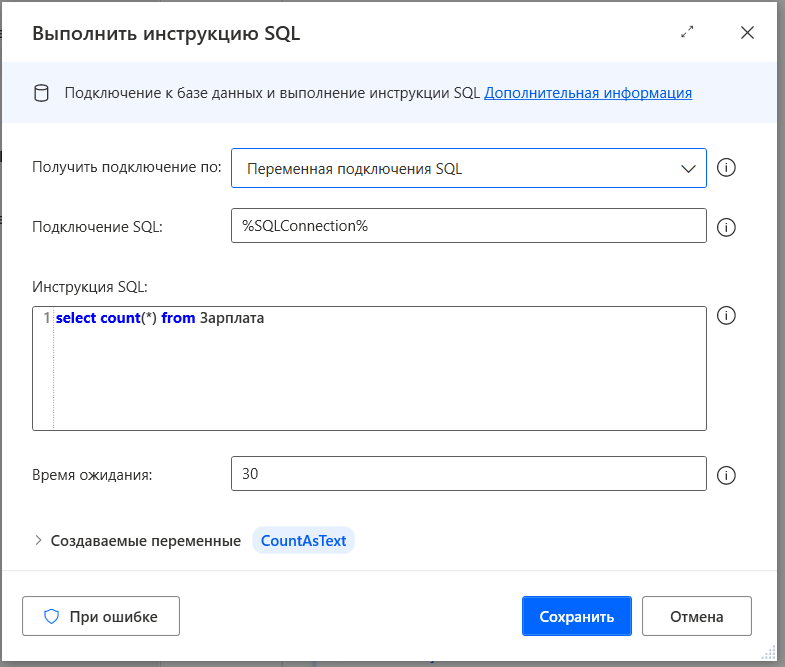 Выполнить инструкцию SQL
Подключение к базе данных и выполнение инструкции SQL Дополнительная информация
Получить подключение по: Переменная подключения SQL
Подключение SQL: %SQLConnection%
Инструкция SQL:
1 select count(*) from Зарплата
Время ожидания: 30
Создаваемые переменные CountAsText
При ошибке Сохранить Отмена